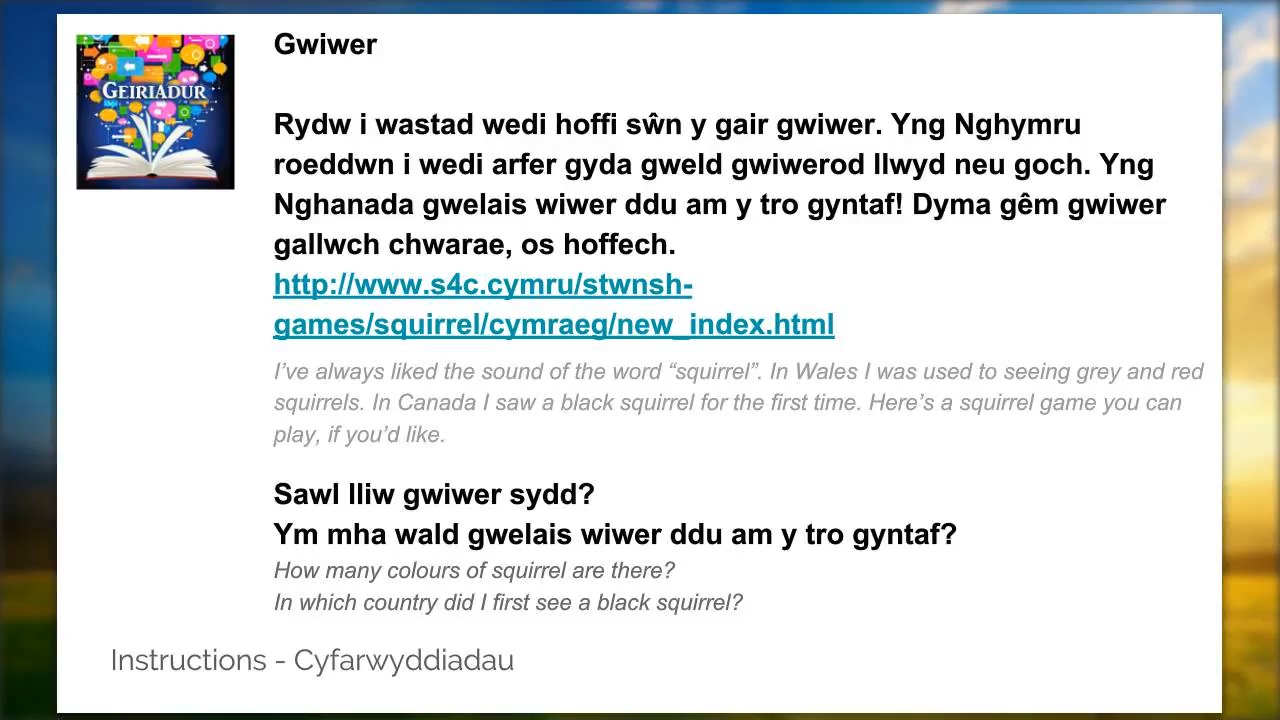 Gwiwer
GEIRIADUR
Rydw i wastad wedi hoffi sŵn y gair gwiwer. Yng Nghymru
roeddwn i wedi arfer gyda gweld gwiwerod llwyd neu goch. Yng
Nghanada gwelais wiwer ddu am y tro gyntaf! Dyma gêm gwiwer
gallwch chwarae, os hoffech.
http://www.s4c.cymru/stwnsh-
games/squirrel/cymraeg/new_index.html
I've always liked the sound of the word “squirrel”. In Wales I was used to seeing grey and red
squirrels. In Canada I saw a black squirrel for the first time. Here's a squirrel game you can
play, if you'd like.
Sawl lliw gwiwer sydd?
Ym mha wald gwelais wiwer ddu am y tro gyntaf?
How many colours of squirrel are there?
In which country did I first see a black squirrel?
Instructions - Cyfarwyddiadau